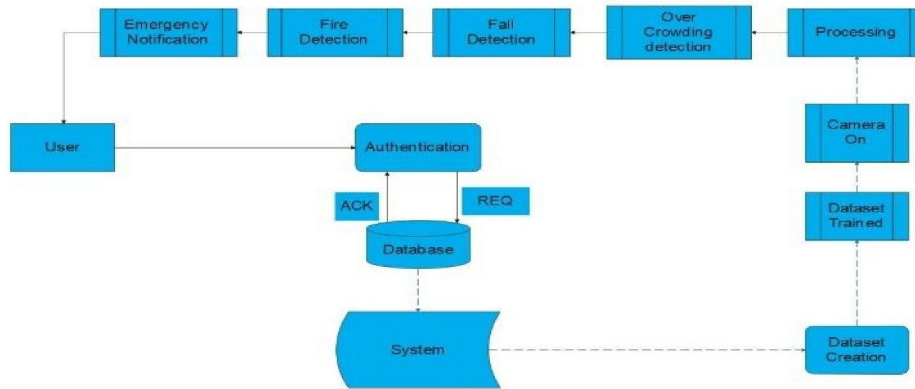 Emergency
Notification
Fire
Detection
Fall
Detection
Over
Crowding
detection
Processing
User
Authentication
Camera
On
ACK
REQ
Dataset
Trained
Database
System
Dataset
Creation